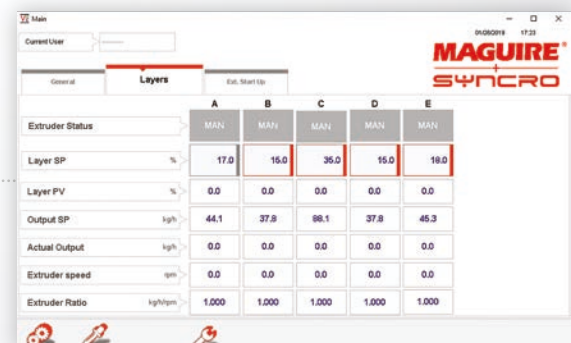 Main
Current User
01/08/2018 17:23
MAGUIRE®
+
SYNCRO
General Layers Ext. Start Up
A B C D E
Extruder Status MAN MAN MAN MAN MAN
Layer SP % 17.0 15.0 35.0 15.0 18.0
Layer PV % 0.0 0.0 0.0 0.0 0.0
Output SP kg/h 44.1 37.8 88.1 37.8 45.3
Actual Output kg/h 0.0 0.0 0.0 0.0 0.0
Extruder speed rpm 0.0 0.0 0.0 0.0 0.0
Extruder Ratio kg/h/rpm 1.000 1.000 1.000 1.000 1.000